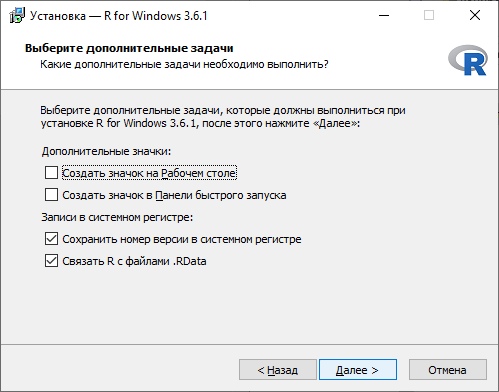 Установка — R for Windows 3.6.1
Выберите дополнительные задачи
Какие дополнительные задачи необходимо выполнить?
R
Выберите дополнительные задачи, которые должны выполниться при
установке R for Windows 3.6.1, после этого нажмите «Далее»:
Дополнительные значки:
Создать значок на Рабочем столе
Создать значок в Панели быстрого запуска
Записи в системном регистре:
Сохранить номер версии в системном регистре
Связать R с файлами .RData
< Назад
Далее >
Отмена